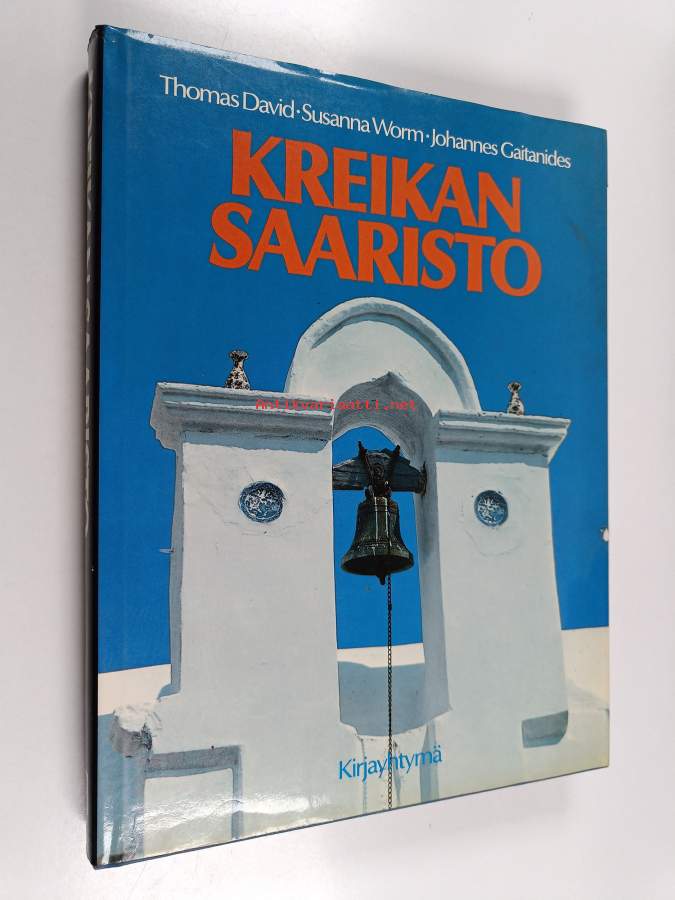 Thomas David · Susanna Worm · Johannes Gaitanides
KREIKAN
SAARISTO
Antikvariaatti.net
Kirjayhtymä